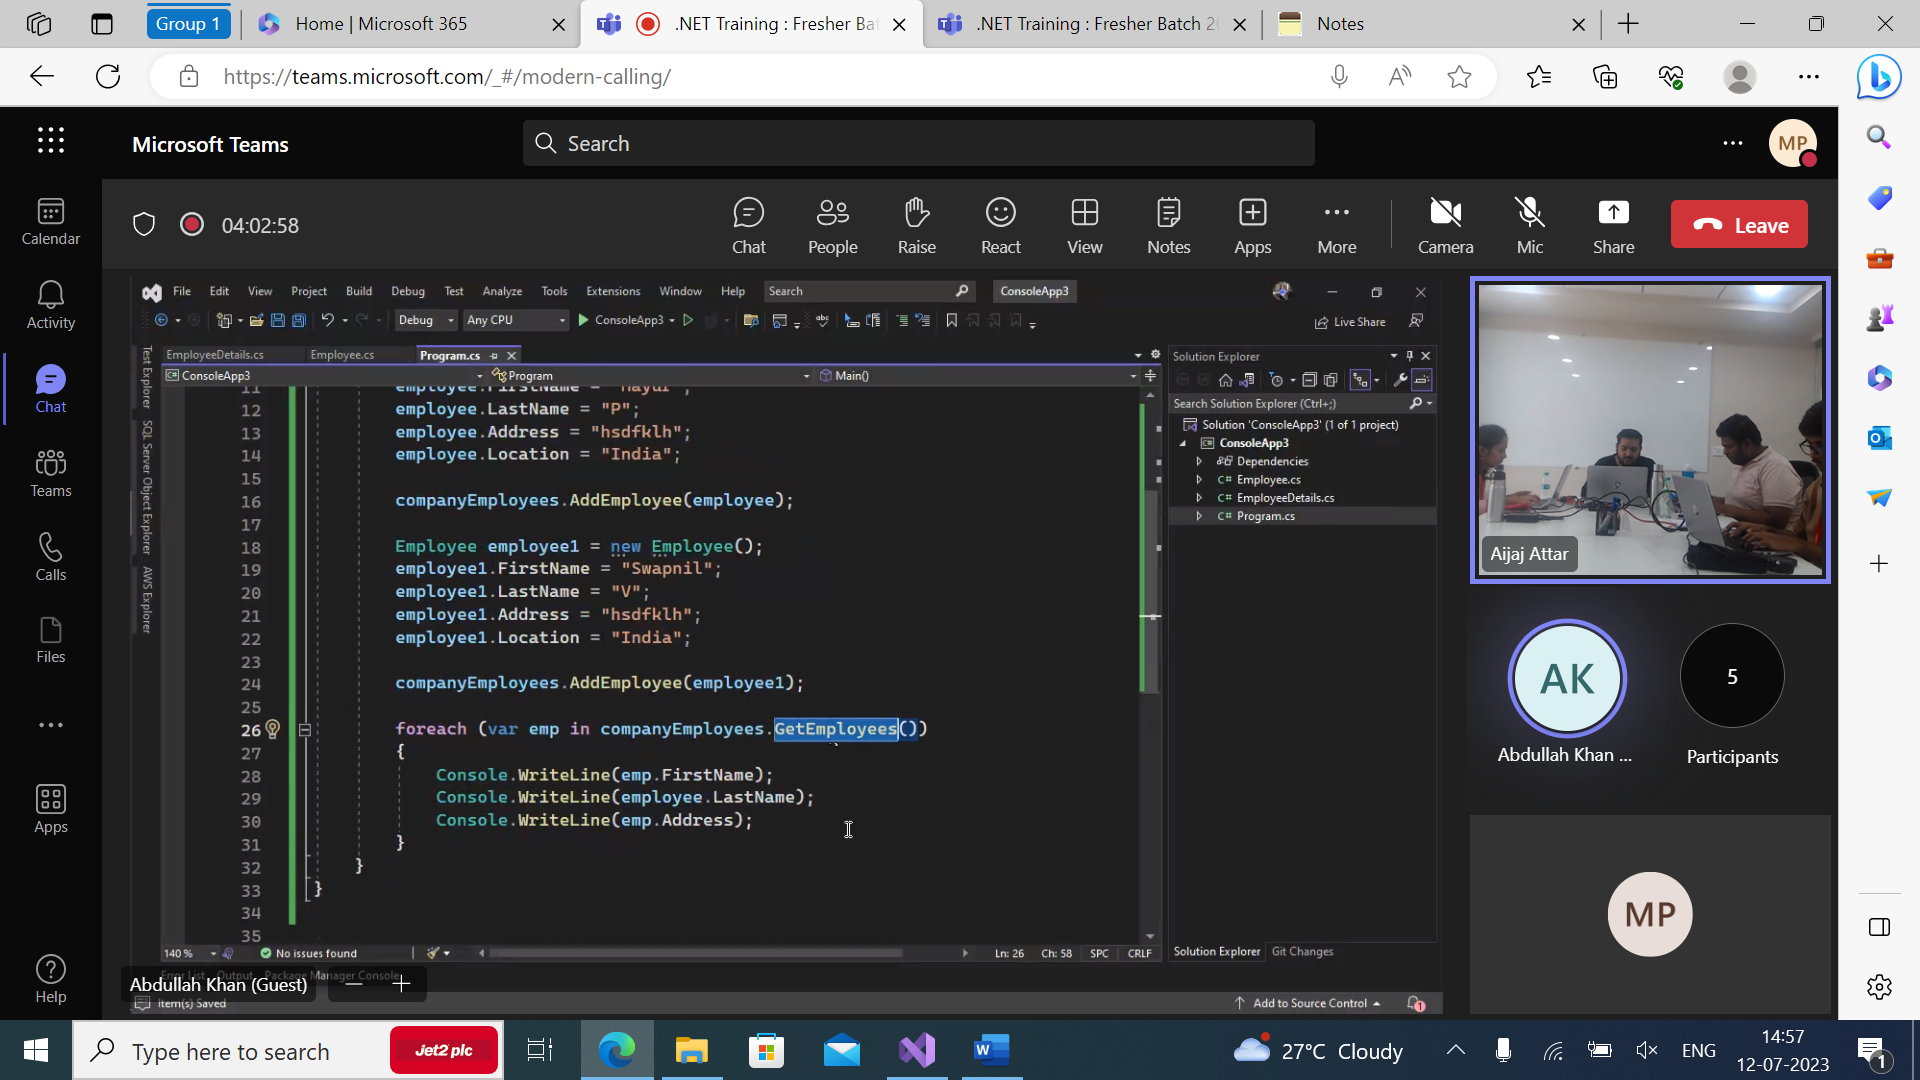 Group 1
Home | Microsoft 365
.NET Training : Fresher Bat
.NET Training : Fresher Batch 20
Notes
https://teams.microsoft.com/_#/modern-calling/
Microsoft Teams
Search
MP
04:02:58
Chat
People
Raise
React
View
Notes
Apps
More
Camera
Mic
Share
Leave
Calendar
Activity
Chat
Teams
Calls
Files
Apps
Help
File Edit View Project Build Debug Test Analyze Tools Extensions Window Help Search ConsoleApp3
Debug Any CPU ConsoleApp3 Live Share
Test Explorer
SQL Server Object Explorer
AWS Explorer
EmployeeDetails.cs Employee.cs Program.cs
ConsoleApp3 Program Main()
12 employee.LastName = "P";
13 employee.Address = "hsdfklh";
14 employee.Location = "India";
15
16 companyEmployees.AddEmployee(employee);
17
18 Employee employee1 = new Employee();
19 employee1.FirstName = "Swapnil";
20 employee1.LastName = "V";
21 employee1.Address = "hsdfklh";
22 employee1.Location = "India";
23
24 companyEmployees.AddEmployee(employee1);
25
26 foreach (var emp in companyEmployees.GetEmployees())
27 {
28 Console.WriteLine(emp.FirstName);
29 Console.WriteLine(employee.LastName);
30 Console.WriteLine(emp.Address);
31 }
32 }
33 }
34
35
140 % No issues found Ln: 26 Ch: 58 SPC CRLF
Error List Output Package Manager Console
Abdullah Khan (Guest)
Item(s) Saved
Add to Source Control
1
Solution Explorer
Search Solution Explorer (Ctrl+;)
Solution 'ConsoleApp3' (1 of 1 project)
ConsoleApp3
Dependencies
C# Employee.cs
C# EmployeeDetails.cs
C# Program.cs
Solution Explorer Git Changes
Aijaj Attar
AK
Abdullah Khan ...
5
Participants
MP
Type here to search
Jet2 plc
27°C Cloudy
ENG
14:57
12-07-2023
1